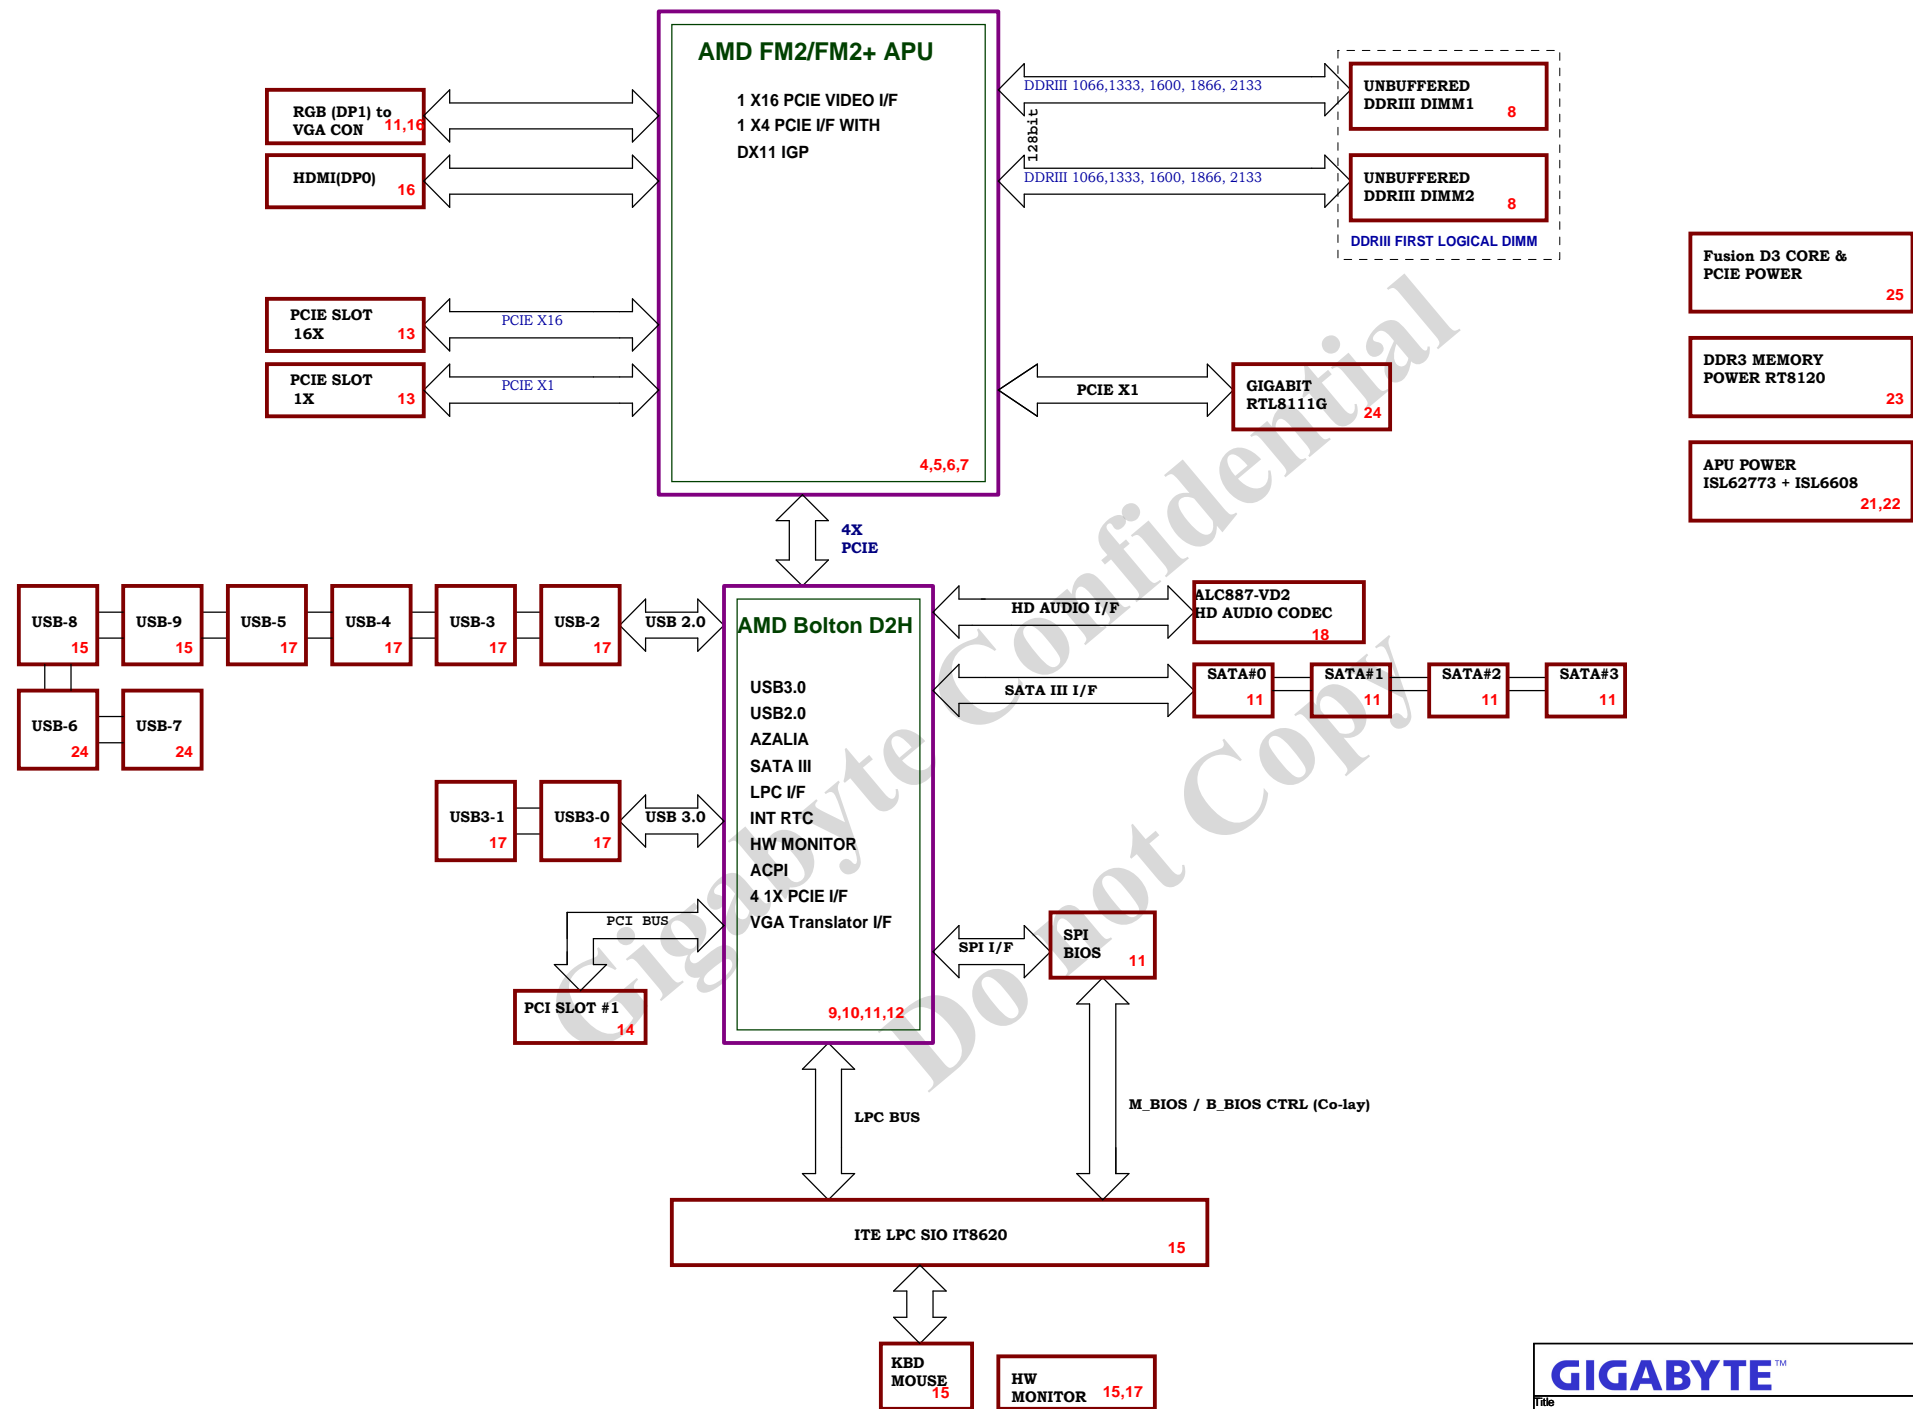 AMD FM2/FM2+ APU
1 X16 PCIE VIDEO I/F
1 X4 PCIE I/F WITH
DX11 IGP
4,5,6,7
RGB (DP1) to
VGA CON 11,16
HDMI(DP0)
16
DDRIII 1066,1333, 1600, 1866, 2133
128bit
DDRIII 1066,1333, 1600, 1866, 2133
UNBUFFERED
DDRIII DIMM1
8
UNBUFFERED
DDRIII DIMM2
8
DDRIII FIRST LOGICAL DIMM
PCIE SLOT
16X
13
PCIE X16
PCIE SLOT
1X
13
PCIE X1
PCIE X1
GIGABIT
RTL8111G
24
Fusion D3 CORE &
PCIE POWER
25
DDR3 MEMORY
POWER RT8120
23
APU POWER
ISL62773 + ISL6608
21,22
4X
PCIE
USB-8
15
USB-9
15
USB-5
17
USB-4
17
USB-3
17
USB-2
17
USB 2.0
USB-6
24
USB-7
24
AMD Bolton D2H
USB3.0
USB2.0
AZALIA
SATA III
LPC I/F
INT RTC
HW MONITOR
ACPI
4 1X PCIE I/F
VGA Translator I/F
9,10,11,12
HD AUDIO I/F
ALC887-VD2
HD AUDIO CODEC
18
SATA III I/F
SATA#0
11
SATA#1
11
SATA#2
11
SATA#3
11
USB3-1
17
USB3-0
17
USB 3.0
PCI BUS
PCI SLOT #1
14
SPI I/F
SPI
BIOS
11
LPC BUS
M_BIOS / B_BIOS CTRL (Co-lay)
ITE LPC SIO IT8620
15
KBD
MOUSE
15
HW
MONITOR 15,17
Gigabyte Confidential
Do not Copy
GIGABYTE™
Title